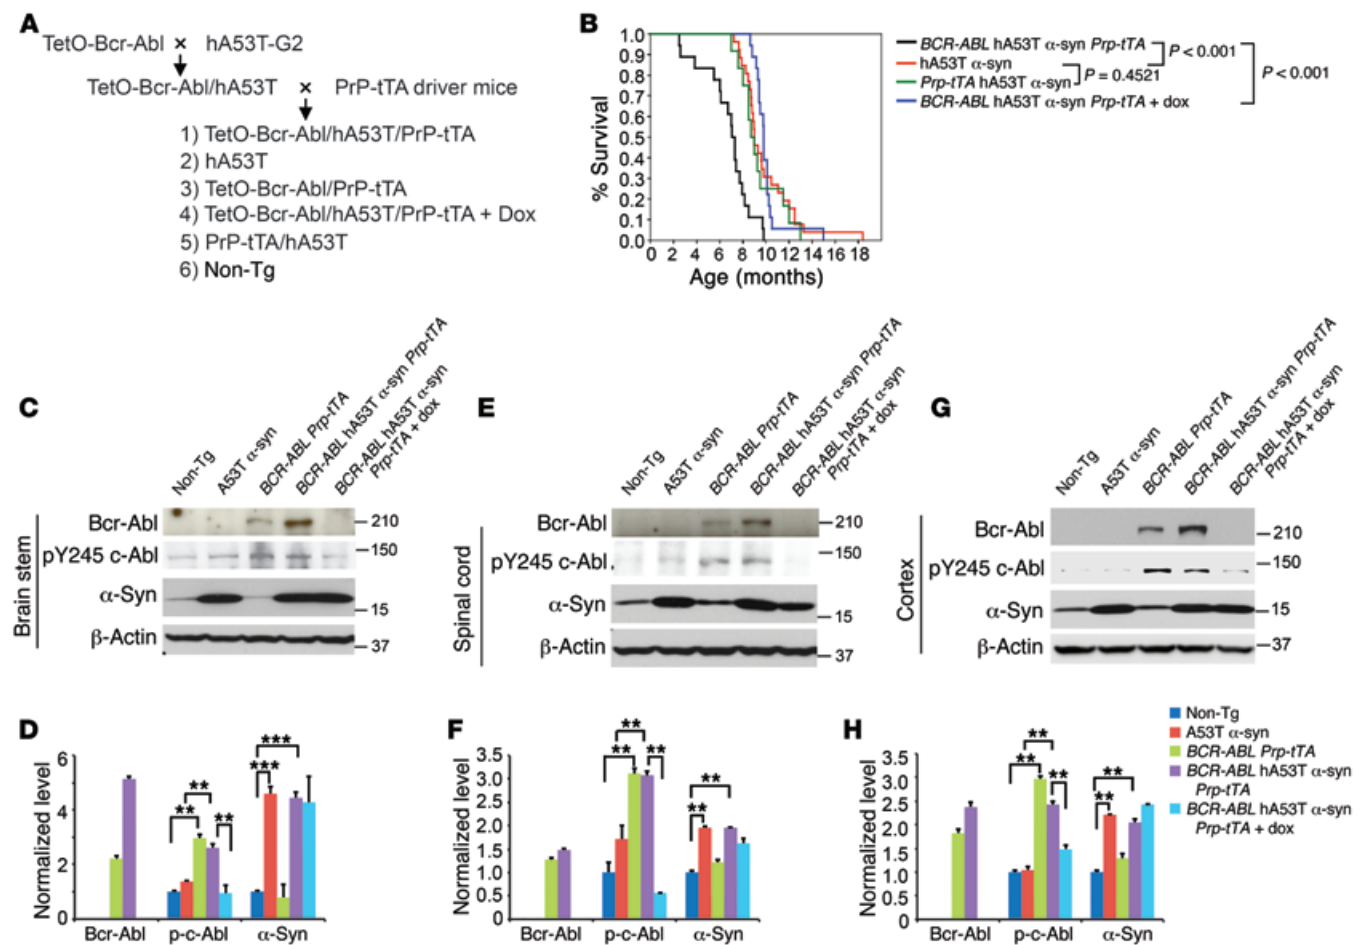 A
TetO-Bcr-Abl × hA53T-G2
TetO-Bcr-Abl/hA53T × PrP-tTA driver mice
1) TetO-Bcr-Abl/hA53T/PrP-tTA
2) hA53T
3) TetO-Bcr-Abl/PrP-tTA
4) TetO-Bcr-Abl/hA53T/PrP-tTA + Dox
5) PrP-tTA/hA53T
6) Non-Tg
B
% Survival
1.0
0.9
0.8
0.7
0.6
0.5
0.4
0.3
0.2
0.1
0.0
0 2 4 6 8 10 12 14 16 18
Age (months)
BCR-ABL hA53T α-syn Prp-tTA
hA53T α-syn
Prp-tTA hA53T α-syn
BCR-ABL hA53T α-syn Prp-tTA + dox
P < 0.001
P = 0.4521
P < 0.001
C
Non-Tg
A53T α-syn
BCR-ABL Prp-tTA
BCR-ABL hA53T α-syn Prp-tTA
BCR-ABL hA53T α-syn
Prp-tTA + dox
Brain stem
Bcr-Abl 210
pY245 c-Abl 150
α-Syn 15
β-Actin 37
E
Non-Tg
A53T α-syn
BCR-ABL Prp-tTA
BCR-ABL hA53T α-syn Prp-tTA
BCR-ABL hA53T α-syn
Prp-tTA + dox
Spinal cord
Bcr-Abl 210
pY245 c-Abl 150
α-Syn 15
β-Actin 37
G
Non-Tg
A53T α-syn
BCR-ABL Prp-tTA
BCR-ABL hA53T α-syn Prp-tTA
BCR-ABL hA53T α-syn
Prp-tTA + dox
Cortex
Bcr-Abl 210
pY245 c-Abl 150
α-Syn 15
β-Actin 37
D
Normalized level
6
4
2
0
** ** ** *** ***
Bcr-Abl p-c-Abl α-Syn
F
Normalized level
3.5
3.0
2.5
2.0
1.5
1.0
0.5
0
** ** ** ** **
Bcr-Abl p-c-Abl α-Syn
H
Normalized level
3.5
3.0
2.5
2.0
1.5
1.0
0.5
0
** ** ** ** **
Bcr-Abl p-c-Abl α-Syn
Non-Tg
A53T α-syn
BCR-ABL Prp-tTA
BCR-ABL hA53T α-syn
Prp-tTA
BCR-ABL hA53T α-syn
Prp-tTA + dox